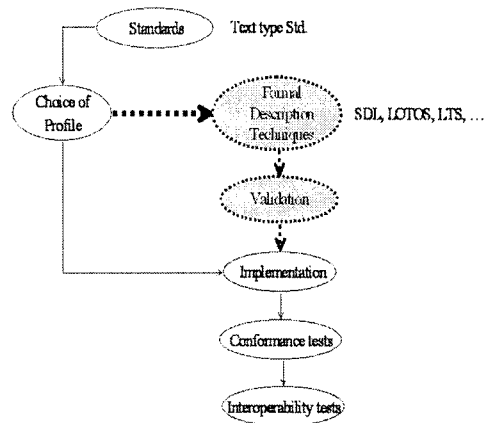 Standards Text type Std.
Choice of
Profile
Formal
Description
Techniques
SDL, LOTOS, LTS, ...
Validation
Implementation
Conformance tests
Interoperability tests